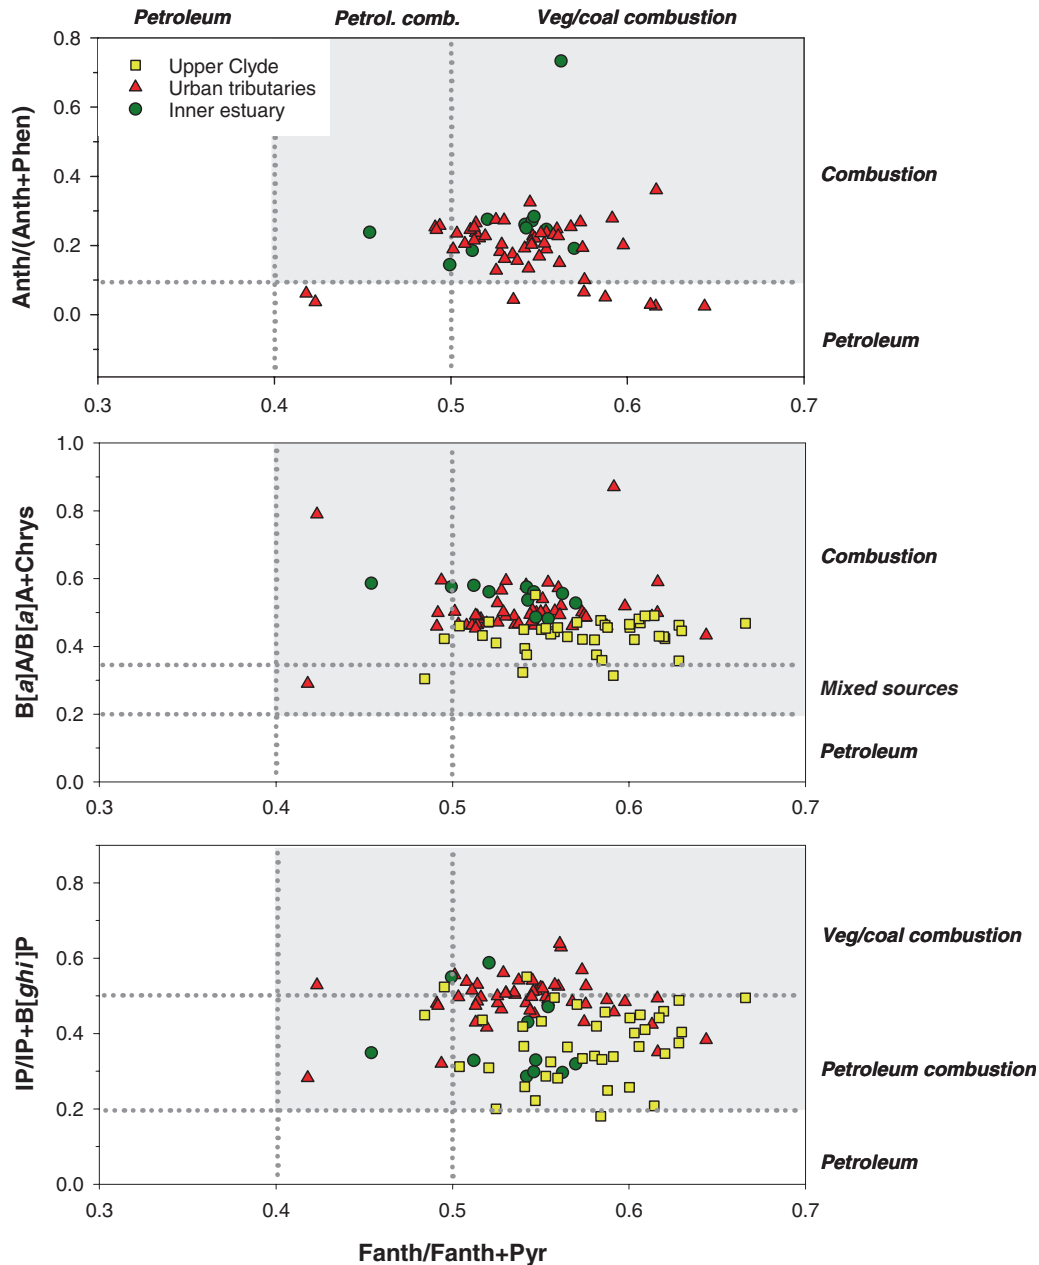 Petroleum Petrol. comb. Veg/coal combustion
0.8
0.6
0.4
0.2
0.0
Anth/(Anth+Phen)
Upper Clyde
Urban tributaries
Inner estuary
Combustion
Petroleum
0.3 0.4 0.5 0.6 0.7
1.0
0.8
0.6
0.4
0.2
0.0
B[a]A/B[a]A+Chrys
Combustion
Mixed sources
Petroleum
0.3 0.4 0.5 0.6 0.7
0.8
0.6
0.4
0.2
0.0
IP/IP+B[ghi]P
Veg/coal combustion
Petroleum combustion
Petroleum
0.3 0.4 0.5 0.6 0.7
Fanth/Fanth+Pyr